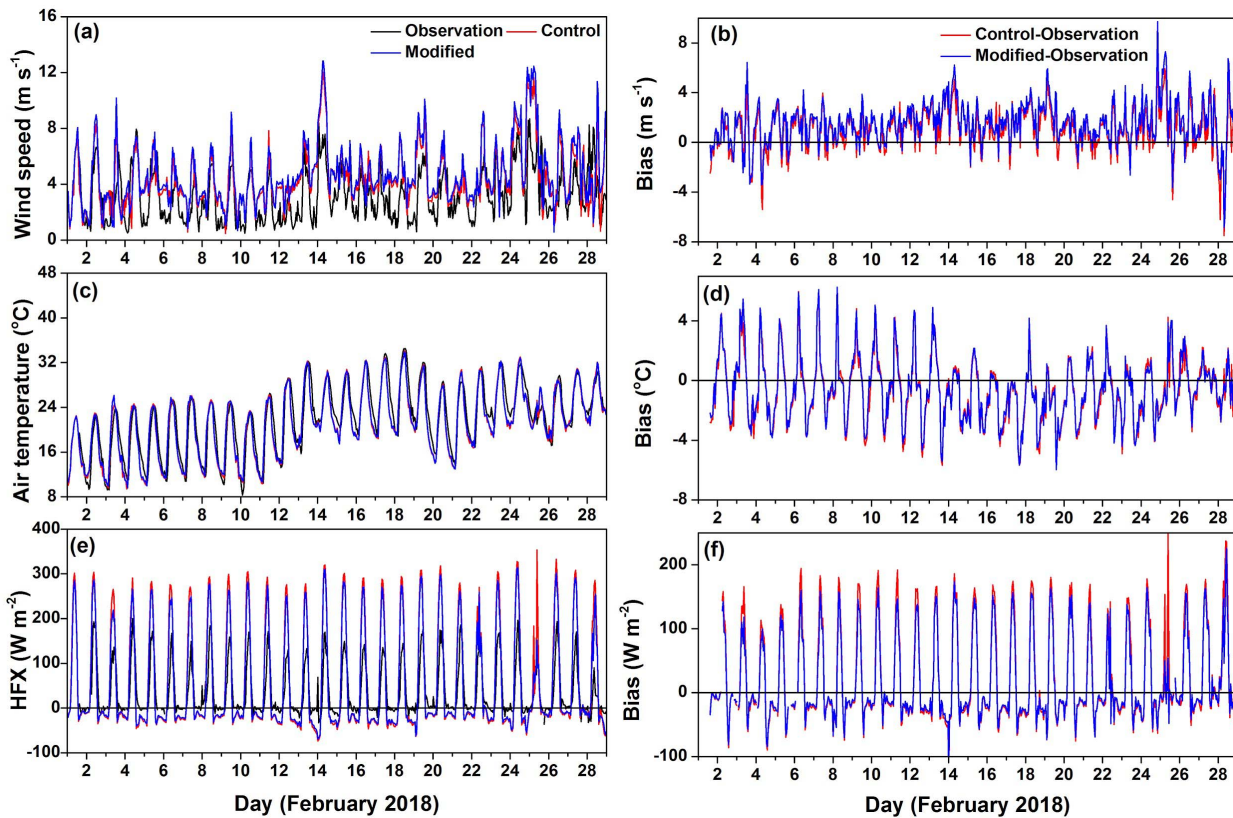 (a)
Observation
Control
Modified
Wind speed (m s⁻¹)
16
12
8
4
0
2 4 6 8 10 12 14 16 18 20 22 24 26 28
(b)
Control-Observation
Modified-Observation
Bias (m s⁻¹)
8
4
0
-4
-8
2 4 6 8 10 12 14 16 18 20 22 24 26 28
(c)
Air temperature (°C)
48
40
32
24
16
8
2 4 6 8 10 12 14 16 18 20 22 24 26 28
(d)
Bias (°C)
4
0
-4
-8
2 4 6 8 10 12 14 16 18 20 22 24 26 28
(e)
HFX (W m⁻²)
400
300
200
100
0
-100
2 4 6 8 10 12 14 16 18 20 22 24 26 28
Day (February 2018)
(f)
Bias (W m⁻²)
200
100
0
-100
2 4 6 8 10 12 14 16 18 20 22 24 26 28
Day (February 2018)